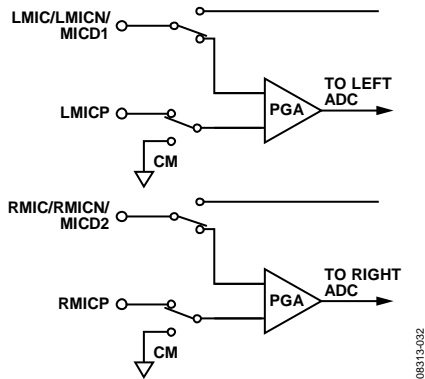 LMIC/LMICN/
MICD1
LMICP
CM
PGA
TO LEFT
ADC
RMIC/RMICN/
MICD2
RMICP
CM
PGA
TO RIGHT
ADC
08313-032